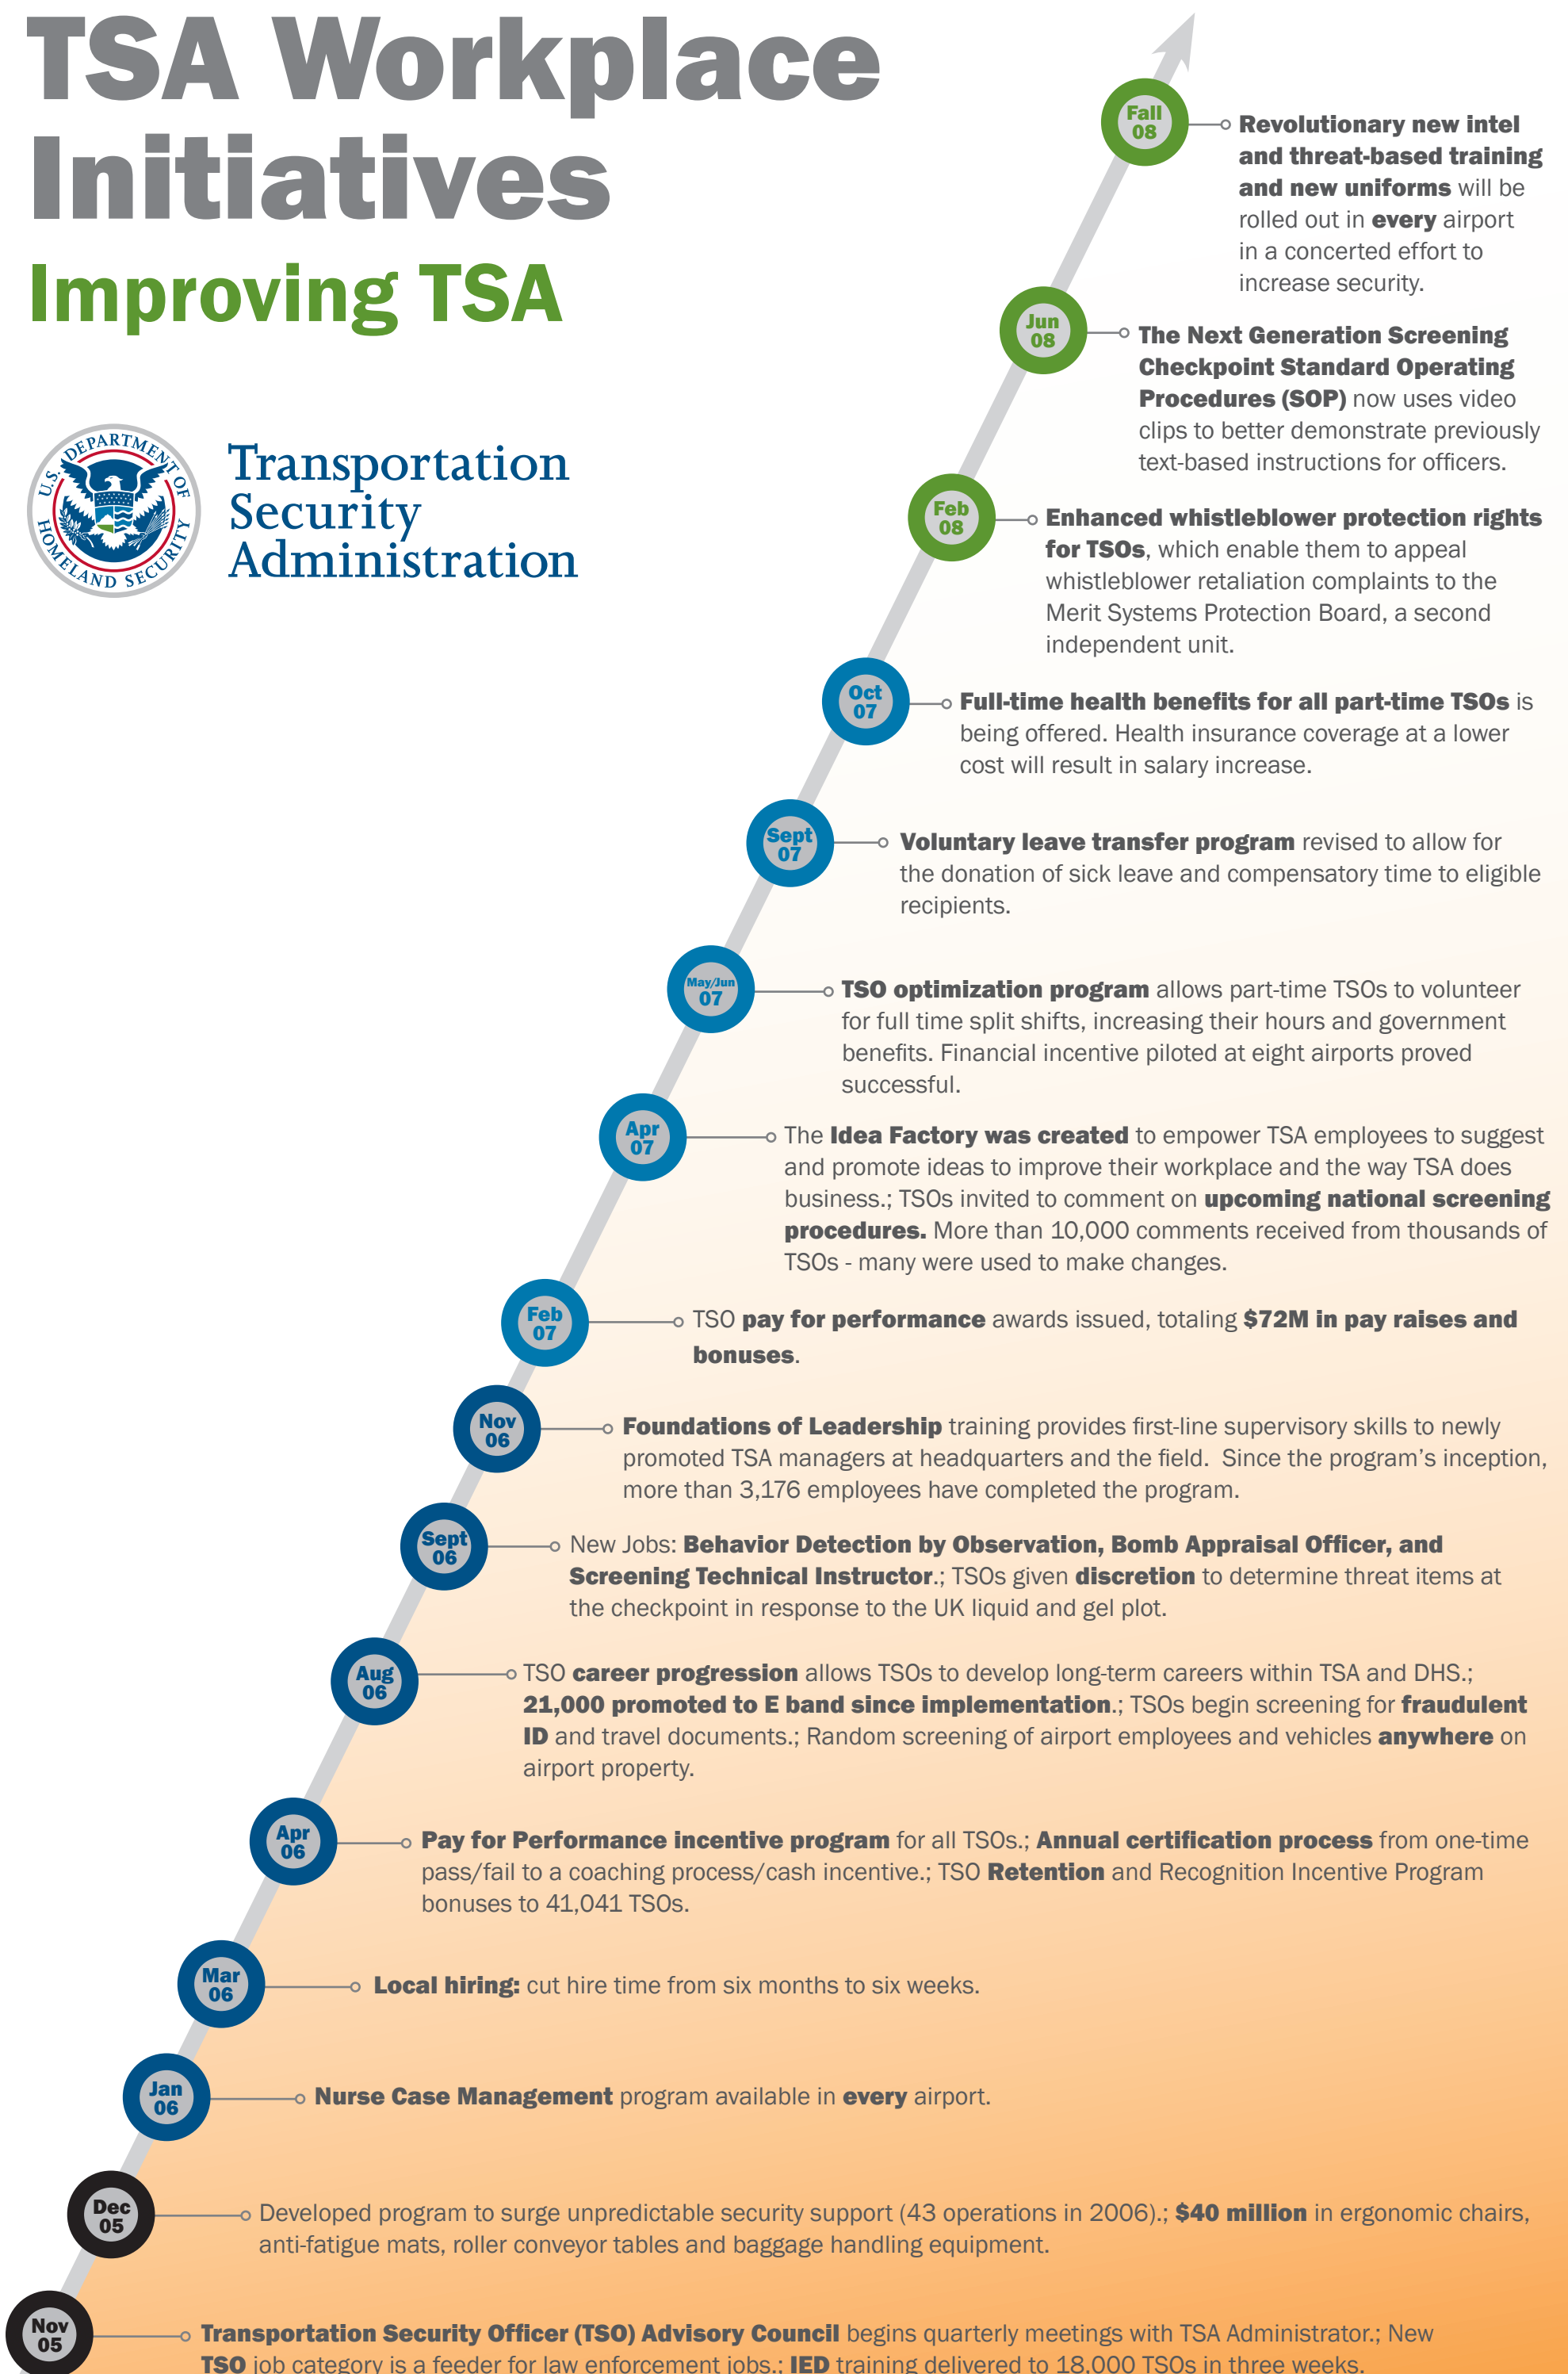 TSA Workplace
Initiatives
Improving TSA
U.S. DEPARTMENT OF
HOMELAND SECURITY
Transportation
Security
Administration
Fall
08
Revolutionary new intel
and threat-based training
and new uniforms will be
rolled out in every airport
in a concerted effort to
increase security.
Jun
08
The Next Generation Screening
Checkpoint Standard Operating
Procedures (SOP) now uses video
clips to better demonstrate previously
text-based instructions for officers.
Feb
08
Enhanced whistleblower protection rights
for TSOs, which enable them to appeal
whistleblower retaliation complaints to the
Merit Systems Protection Board, a second
independent unit.
Oct
07
Full-time health benefits for all part-time TSOs is
being offered. Health insurance coverage at a lower
cost will result in salary increase.
Sept
07
Voluntary leave transfer program revised to allow for
the donation of sick leave and compensatory time to eligible
recipients.
May/Jun
07
TSO optimization program allows part-time TSOs to volunteer
for full time split shifts, increasing their hours and government
benefits. Financial incentive piloted at eight airports proved
successful.
Apr
07
The Idea Factory was created to empower TSA employees to suggest
and promote ideas to improve their workplace and the way TSA does
business.; TSOs invited to comment on upcoming national screening
procedures. More than 10,000 comments received from thousands of
TSOs - many were used to make changes.
Feb
07
TSO pay for performance awards issued, totaling $72M in pay raises and
bonuses.
Nov
06
Foundations of Leadership training provides first-line supervisory skills to newly
promoted TSA managers at headquarters and the field. Since the program's inception,
more than 3,176 employees have completed the program.
Sept
06
New Jobs: Behavior Detection by Observation, Bomb Appraisal Officer, and
Screening Technical Instructor.; TSOs given discretion to determine threat items at
the checkpoint in response to the UK liquid and gel plot.
Aug
06
TSO career progression allows TSOs to develop long-term careers within TSA and DHS.;
21,000 promoted to E band since implementation.; TSOs begin screening for fraudulent
ID and travel documents.; Random screening of airport employees and vehicles anywhere on
airport property.
Apr
06
Pay for Performance incentive program for all TSOs.; Annual certification process from one-time
pass/fail to a coaching process/cash incentive.; TSO Retention and Recognition Incentive Program
bonuses to 41,041 TSOs.
Mar
06
Local hiring: cut hire time from six months to six weeks.
Jan
06
Nurse Case Management program available in every airport.
Dec
05
Developed program to surge unpredictable security support (43 operations in 2006).; $40 million in ergonomic chairs,
anti-fatigue mats, roller conveyor tables and baggage handling equipment.
Nov
05
Transportation Security Officer (TSO) Advisory Council begins quarterly meetings with TSA Administrator.; New
TSO job category is a feeder for law enforcement jobs.; IED training delivered to 18,000 TSOs in three weeks.